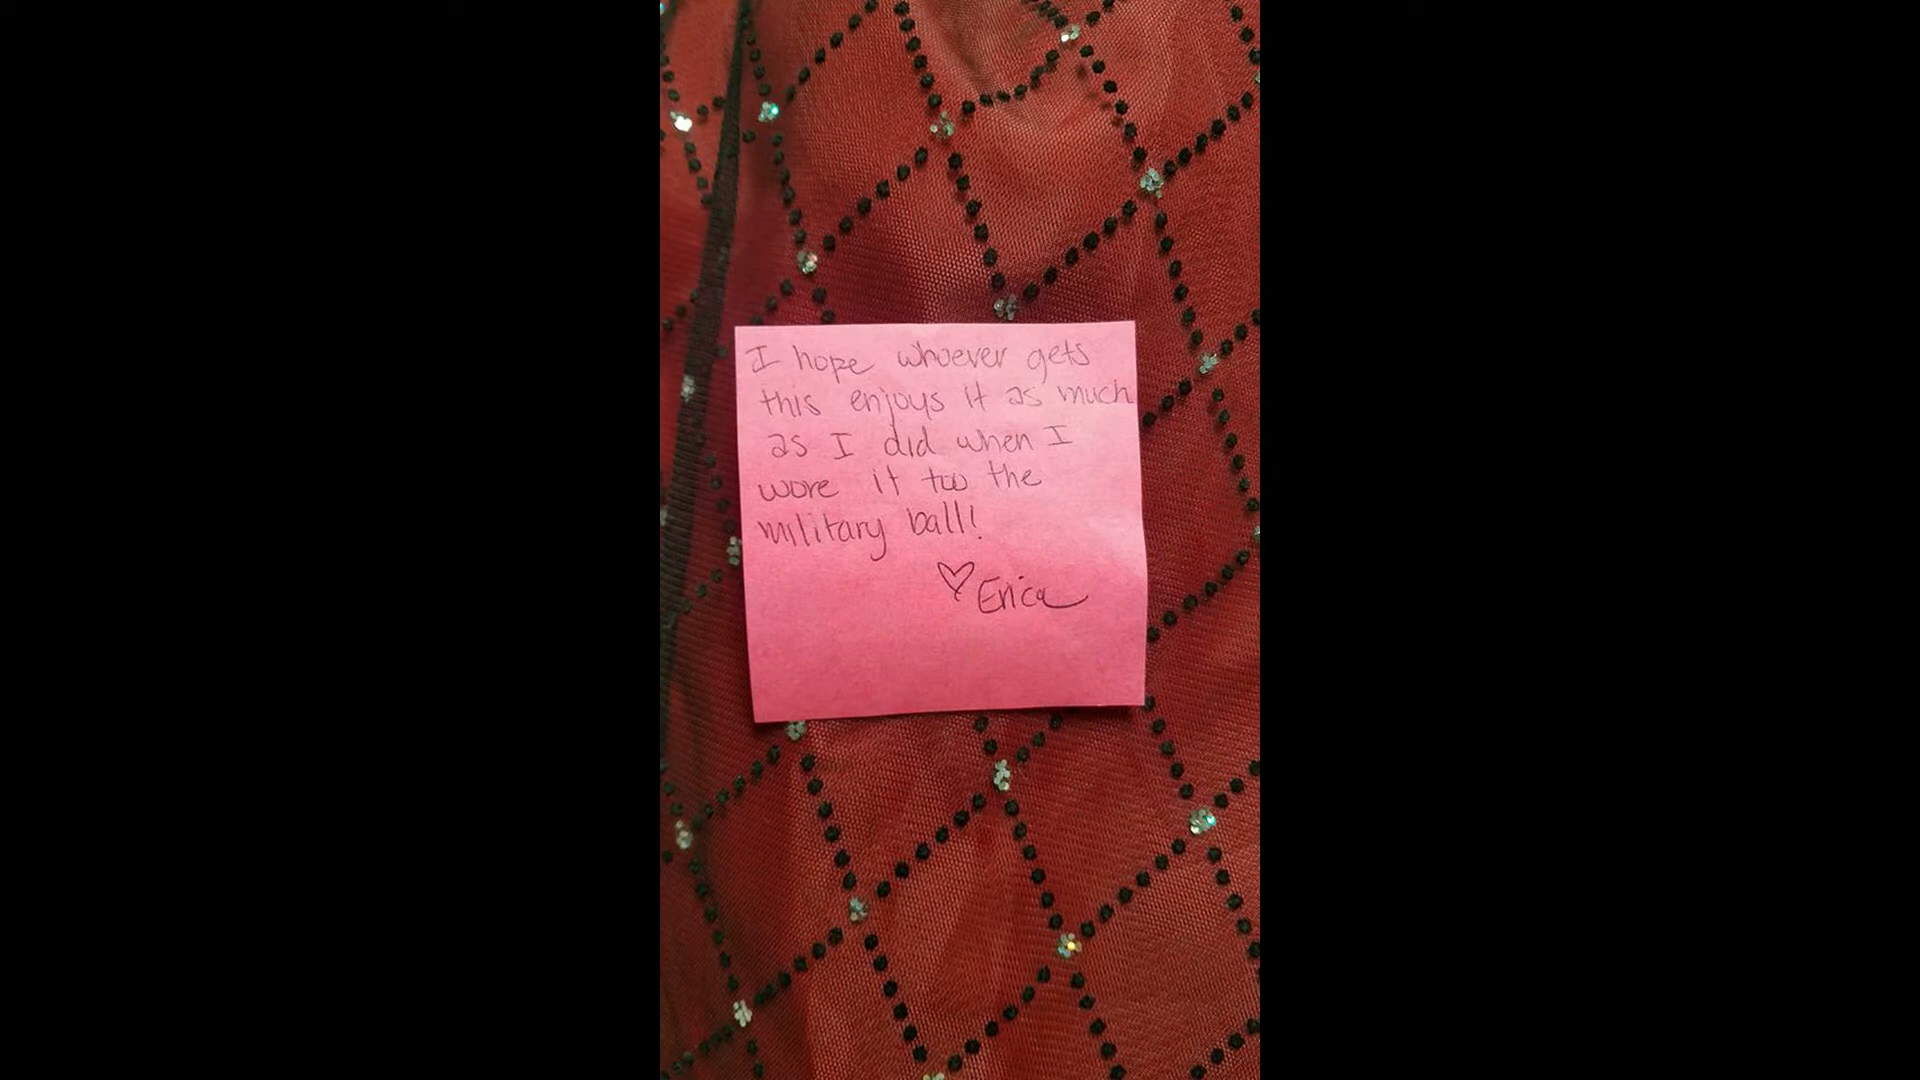 I hope whoever gets
this enjoys it as much
as I did when I
wore it too the
military ball!
♡ Erica